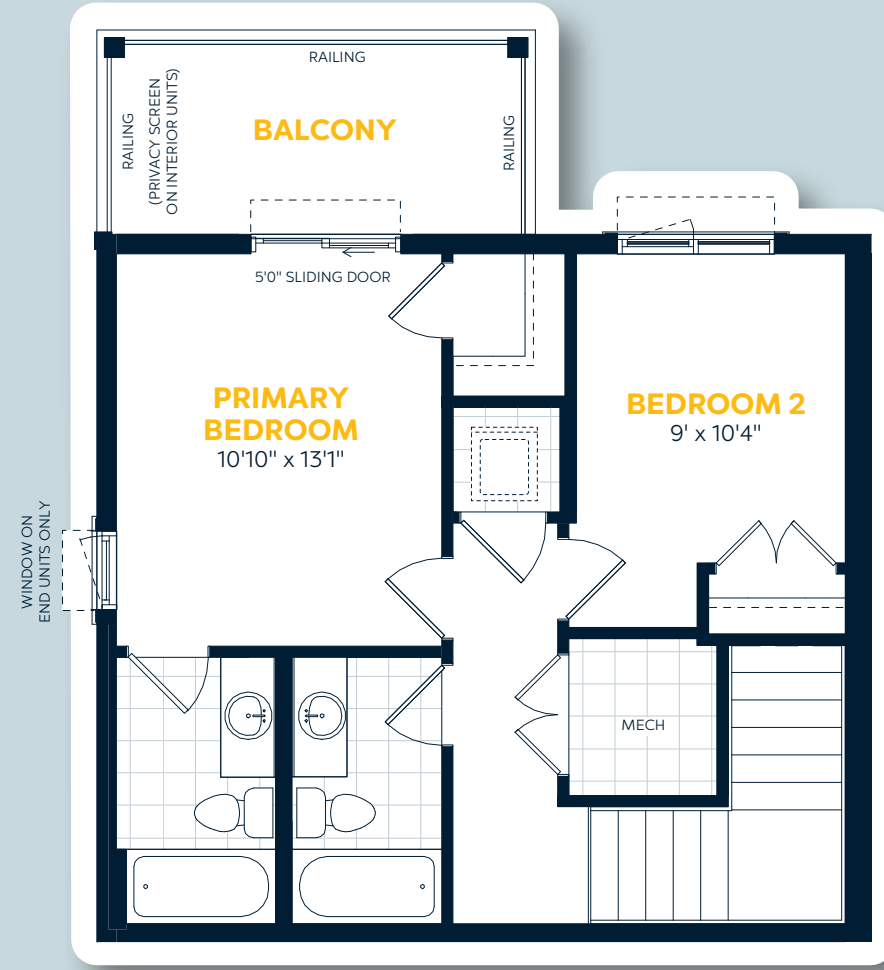 RAILING
RAILING
(PRIVACY SCREEN
ON INTERIOR UNITS)
BALCONY
RAILING
5'0" SLIDING DOOR
PRIMARY
BEDROOM
10'10" x 13'1"
BEDROOM 2
9' x 10'4"
WINDOW ON
END UNITS ONLY
MECH